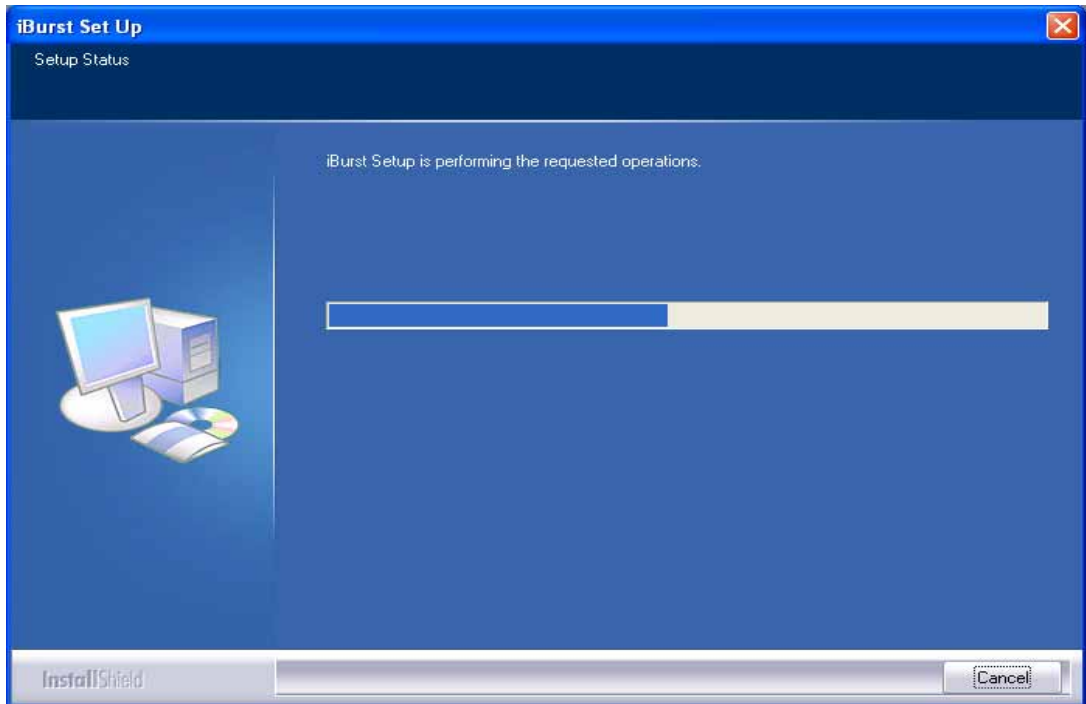 iBurst Set Up
Setup Status
iBurst Setup is performing the requested operations.
InstallShield
Cancel